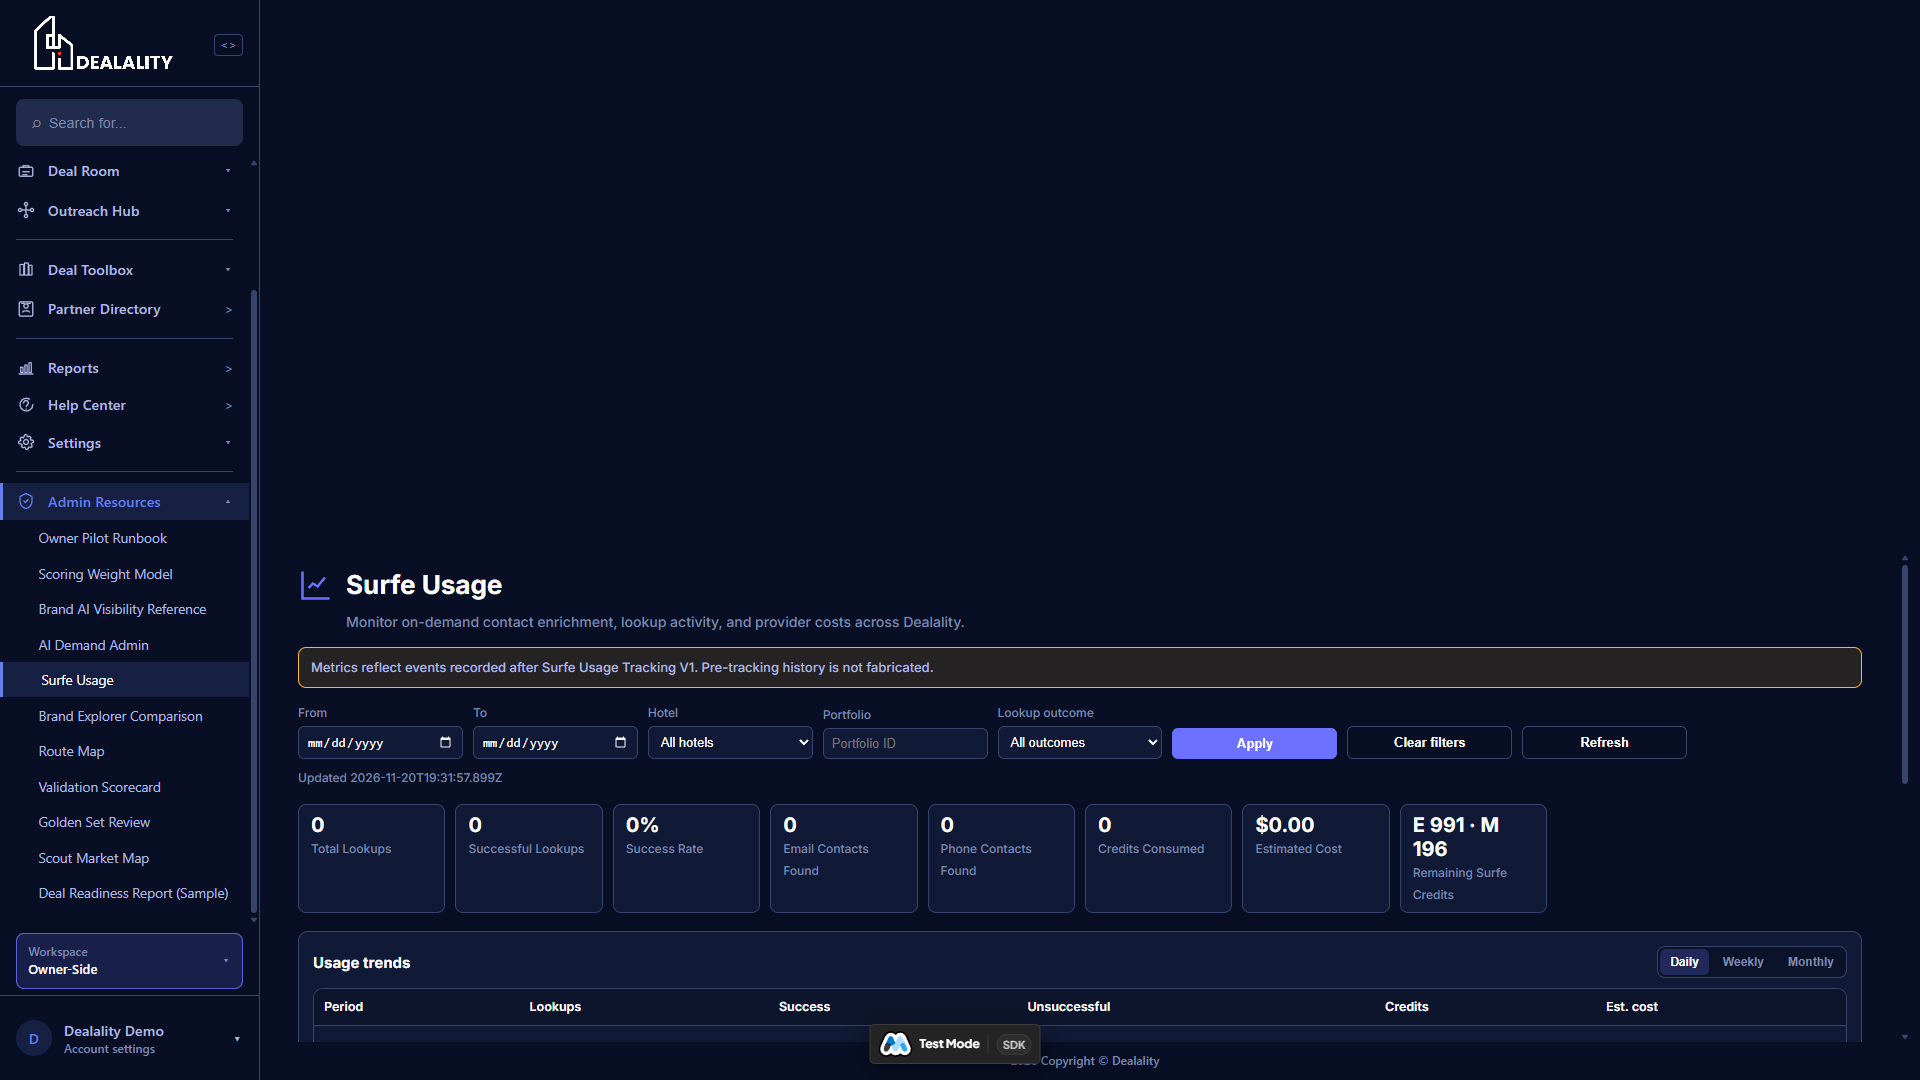 DEALALITY
< >
Search for...
Deal Room
Outreach Hub
Deal Toolbox
Partner Directory
Reports
Help Center
Settings
Admin Resources
Owner Pilot Runbook
Scoring Weight Model
Brand AI Visibility Reference
AI Demand Admin
Surfe Usage
Brand Explorer Comparison
Route Map
Validation Scorecard
Golden Set Review
Scout Market Map
Deal Readiness Report (Sample)
Workspace
Owner-Side
D
Dealality Demo
Account settings
Surfe Usage
Monitor on-demand contact enrichment, lookup activity, and provider costs across Dealality.
Metrics reflect events recorded after Surfe Usage Tracking V1. Pre-tracking history is not fabricated.
From
To
Hotel
Portfolio
Lookup outcome
mm/dd/yyyy
mm/dd/yyyy
All hotels
Portfolio ID
All outcomes
Apply
Clear filters
Refresh
Updated 2026-11-20T19:31:57.899Z
0
Total Lookups
0
Successful Lookups
0%
Success Rate
0
Email Contacts
Found
0
Phone Contacts
Found
0
Credits Consumed
$0.00
Estimated Cost
E 991 · M
196
Remaining Surfe
Credits
Usage trends
Daily
Weekly
Monthly
Period
Lookups
Success
Unsuccessful
Credits
Est. cost
Test Mode
SDK
Copyright © Dealality